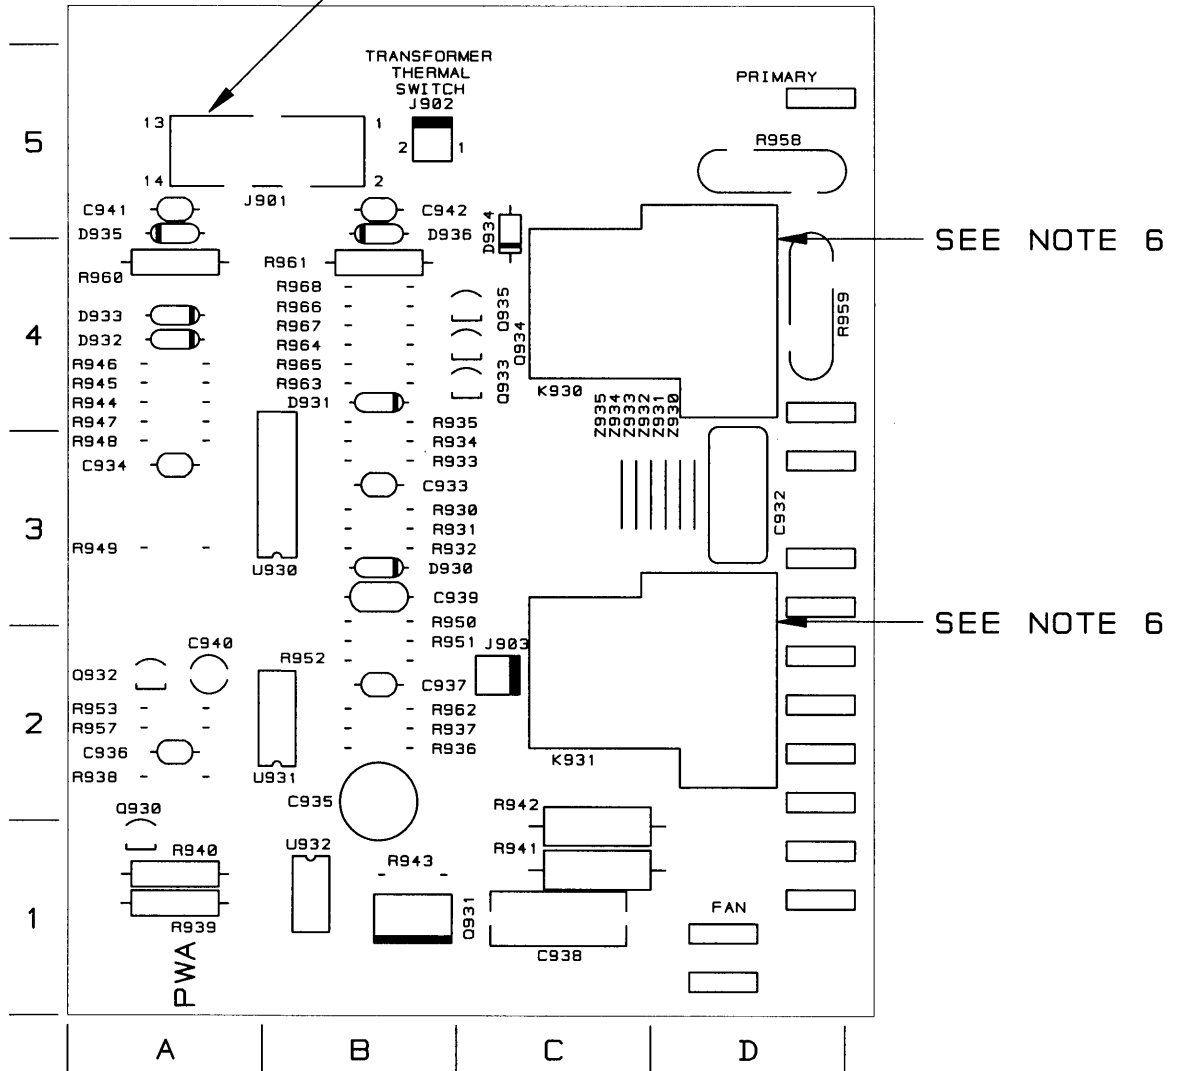 TRANSFORMER
THERMAL
SWITCH
J902
PRIMARY
13
1
5
2
1
R958
14
2
J901
C941
C942
D934
D935
D936
SEE NOTE 6
R960
R961
R968
Q935
D933
R966
R959
R967
4
D932
R964
Q934
R946
R965
R945
R963
Q933
K930
R944
D931
Z935
Z934
Z933
Z932
Z931
Z930
R947
R935
R948
R934
C934
R933
C933
C932
R930
3
R931
R949
R932
U930
D930
C939
R950
SEE NOTE 6
C940
R951
J903
R952
Q932
C937
R953
R962
2
R957
R937
C936
R936
K931
R938
U931
C935
R942
Q930
U932
R941
R940
R943
FAN
1
Q931
R939
C938
PWA
A
B
C
D